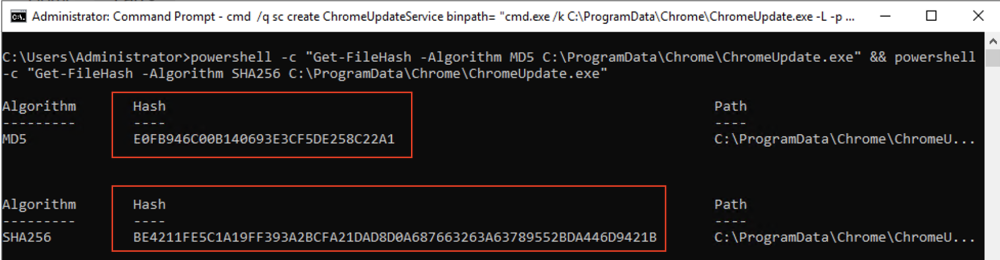 Administrator: Command Prompt - cmd /q sc create ChromeUpdateService binpath= "cmd.exe /k C:\ProgramData\Chrome\ChromeUpdate.exe -L -p ...
C:\Users\Administrator>powershell -c "Get-FileHash -Algorithm MD5 C:\ProgramData\Chrome\ChromeUpdate.exe" && powershell
-c "Get-FileHash -Algorithm SHA256 C:\ProgramData\Chrome\ChromeUpdate.exe"
Algorithm Hash Path
--------- ---- ----
MD5 E0FB946C00B140693E3CF5DE258C22A1 C:\ProgramData\Chrome\ChromeU...
Algorithm Hash Path
--------- ---- ----
SHA256 BE4211FE5C1A19FF393A2BCFA21DAD8D0A687663263A63789552BDA446D9421B C:\ProgramData\Chrome\ChromeU...